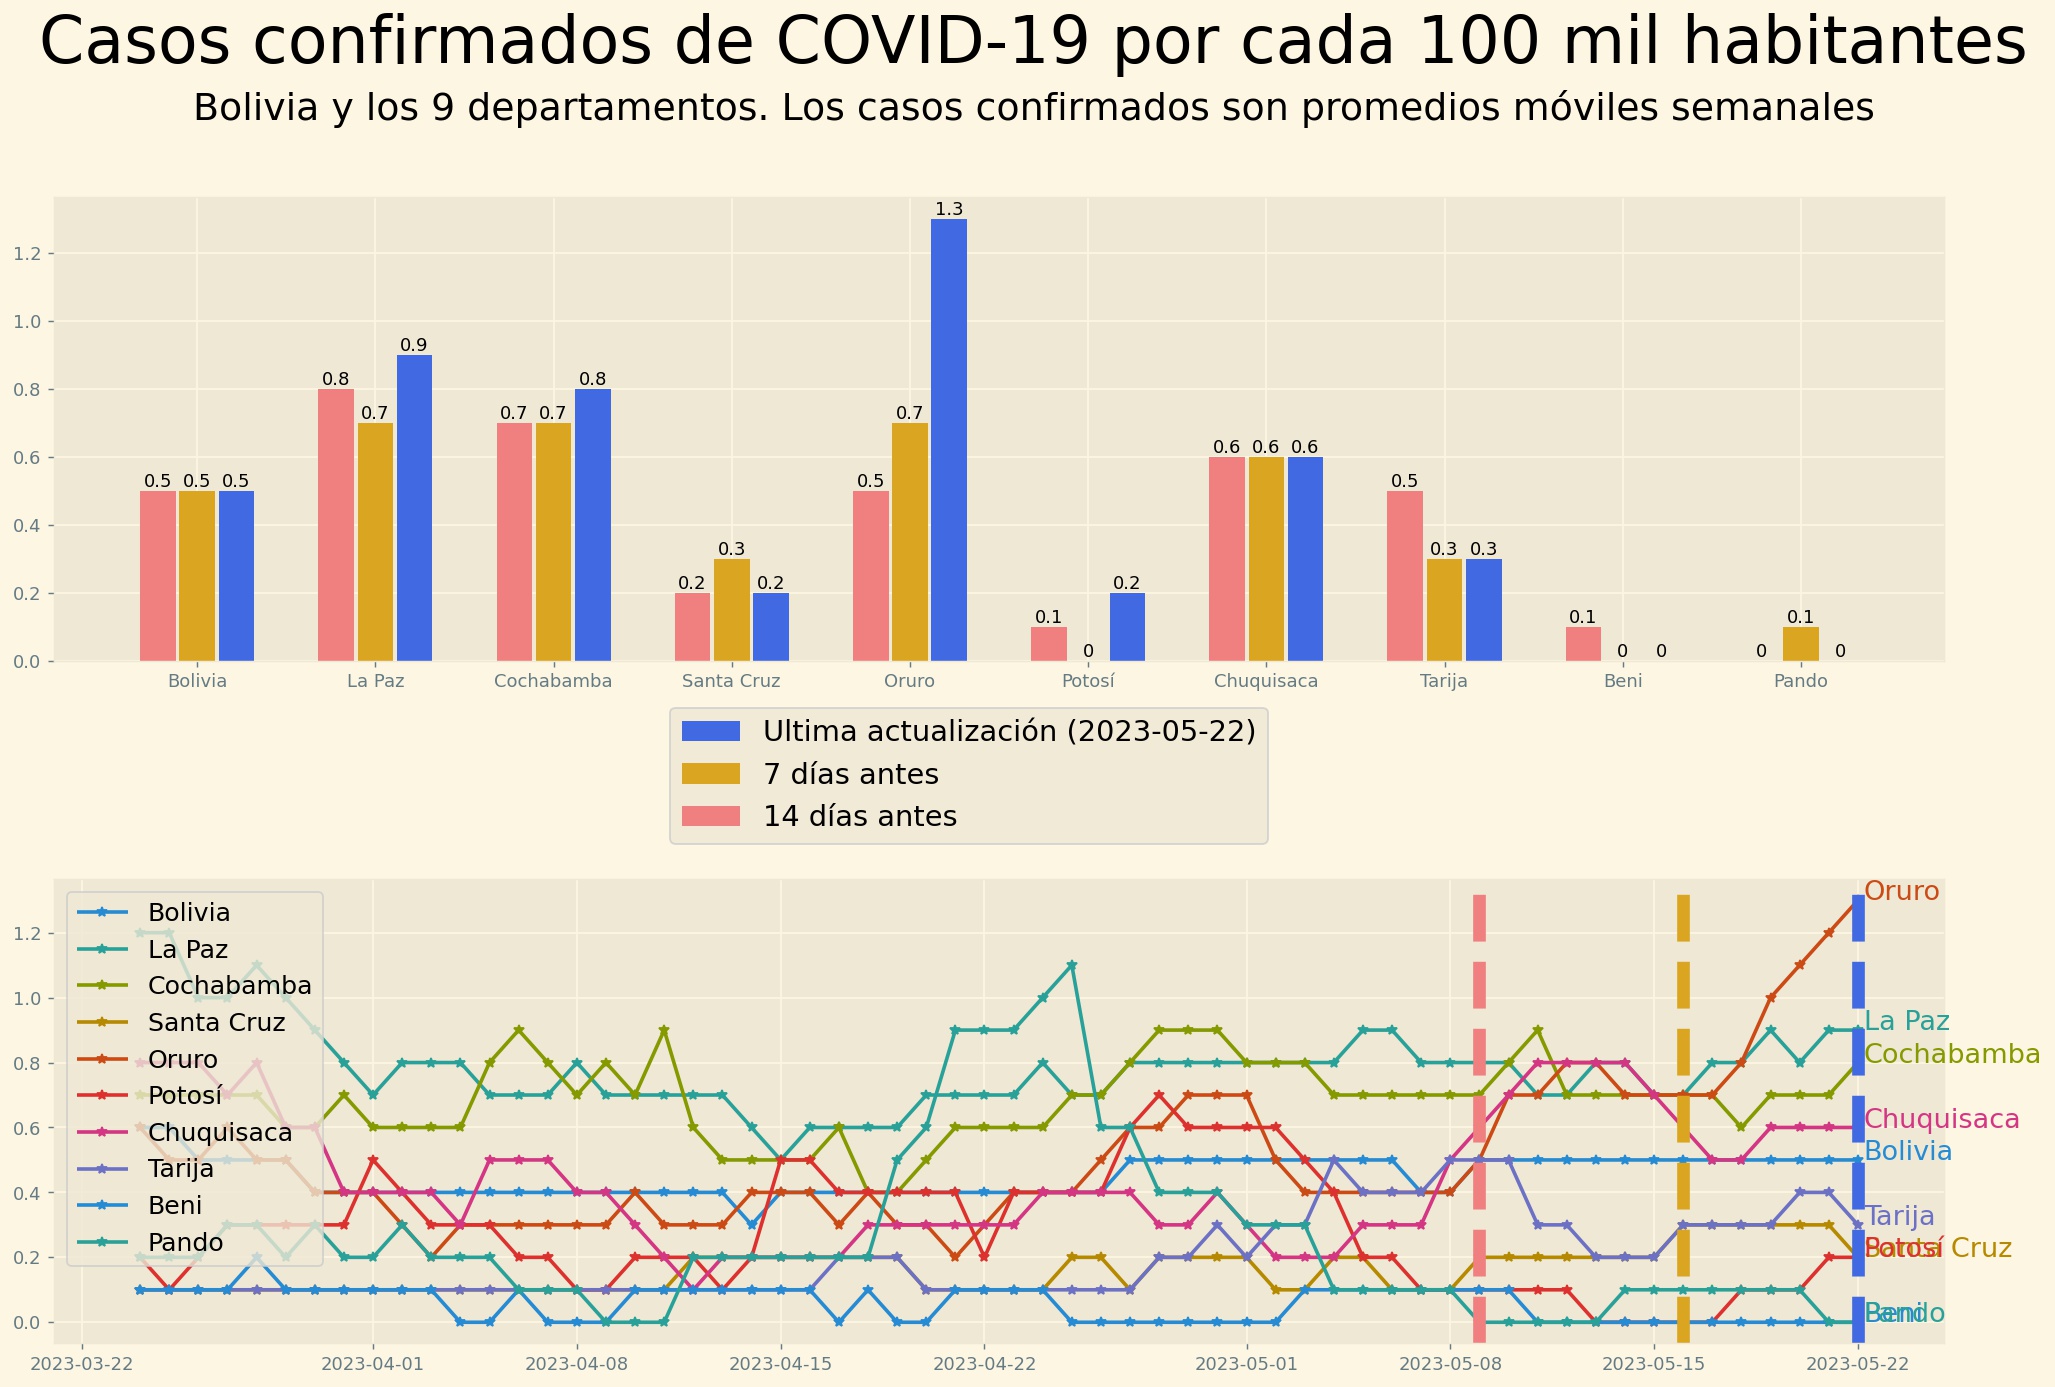 Casos confirmados de COVID-19 por cada 100 mil habitantes
Bolivia y los 9 departamentos. Los casos confirmados son promedios móviles semanales
1.3
1.2
1.0
0.9
0.8 0.7 0.7 0.7 0.8 0.7
0.8
0.6 0.6 0.6
0.6
0.5 0.5 0.5 0.5 0.5
0.4
0.3 0.3 0.3
0.2 0.2 0.2
0.2
0.1 0 0.1 0 0 0 0.1 0
0.0
Bolivia La Paz Cochabamba Santa Cruz Oruro Potosí Chuquisaca Tarija Beni Pando
Ultima actualización (2023-05-22)
7 días antes
14 días antes
Bolivia
La Paz
Cochabamba
Santa Cruz
Oruro
Potosí
Chuquisaca
Tarija
Beni
Pando
1.2
1.0
0.8
0.6
0.4
0.2
0.0
Oruro
La Paz
Cochabamba
Chuquisaca
Bolivia
Tarija
Potosí
Santa Cruz
Beni
Pando
2023-03-22 2023-04-01 2023-04-08 2023-04-15 2023-04-22 2023-05-01 2023-05-08 2023-05-15 2023-05-22